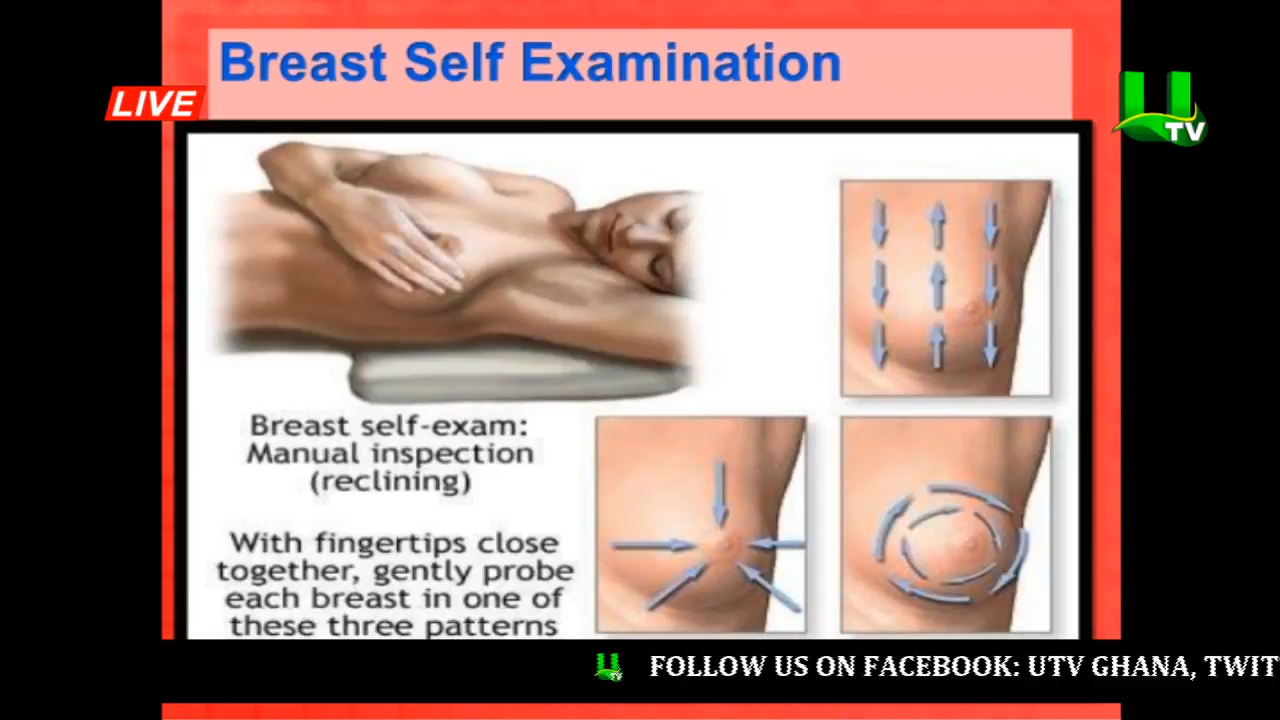 Breast Self Examination
LIVE
U
TV
Breast self-exam:
Manual inspection
(reclining)
With fingertips close
together, gently probe
each breast in one of
these three patterns
FOLLOW US ON FACEBOOK: UTV GHANA, TWIT